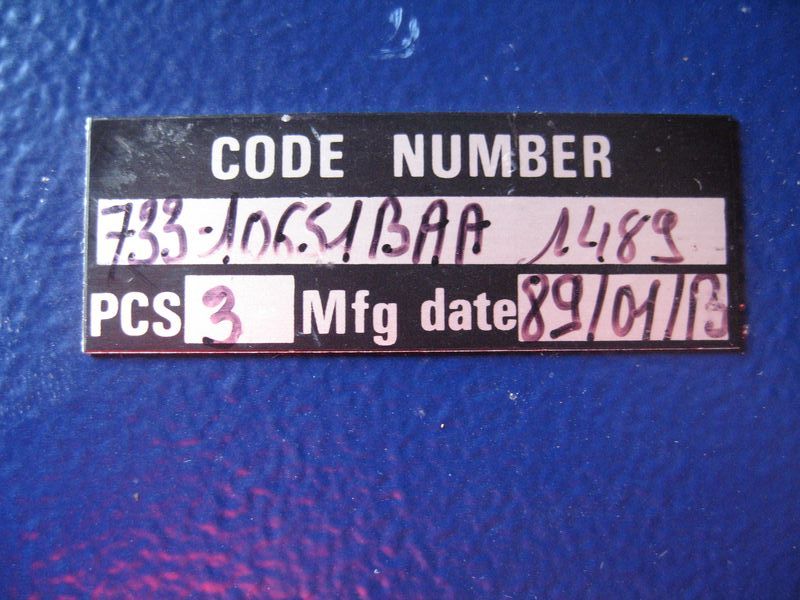 CODE NUMBER
733-10651BAA 1489
PCS 3 Mfg date 89/01/13